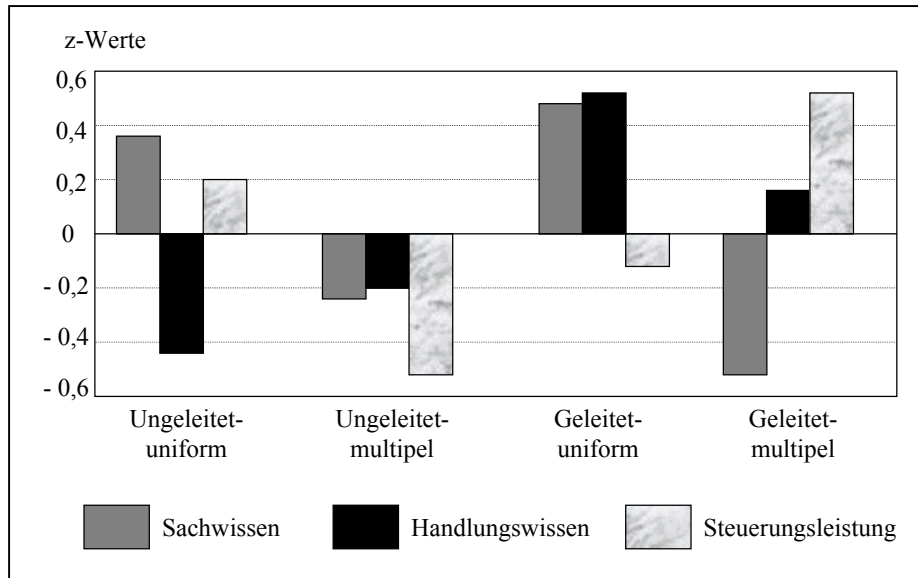 z-Werte
0,6
0,4
0,2
0
- 0,2
- 0,4
- 0,6
Ungeleitet-
uniform
Ungeleitet-
multipel
Geleitet-
uniform
Geleitet-
multipel
Sachwissen
Handlungswissen
Steuerungsleistung